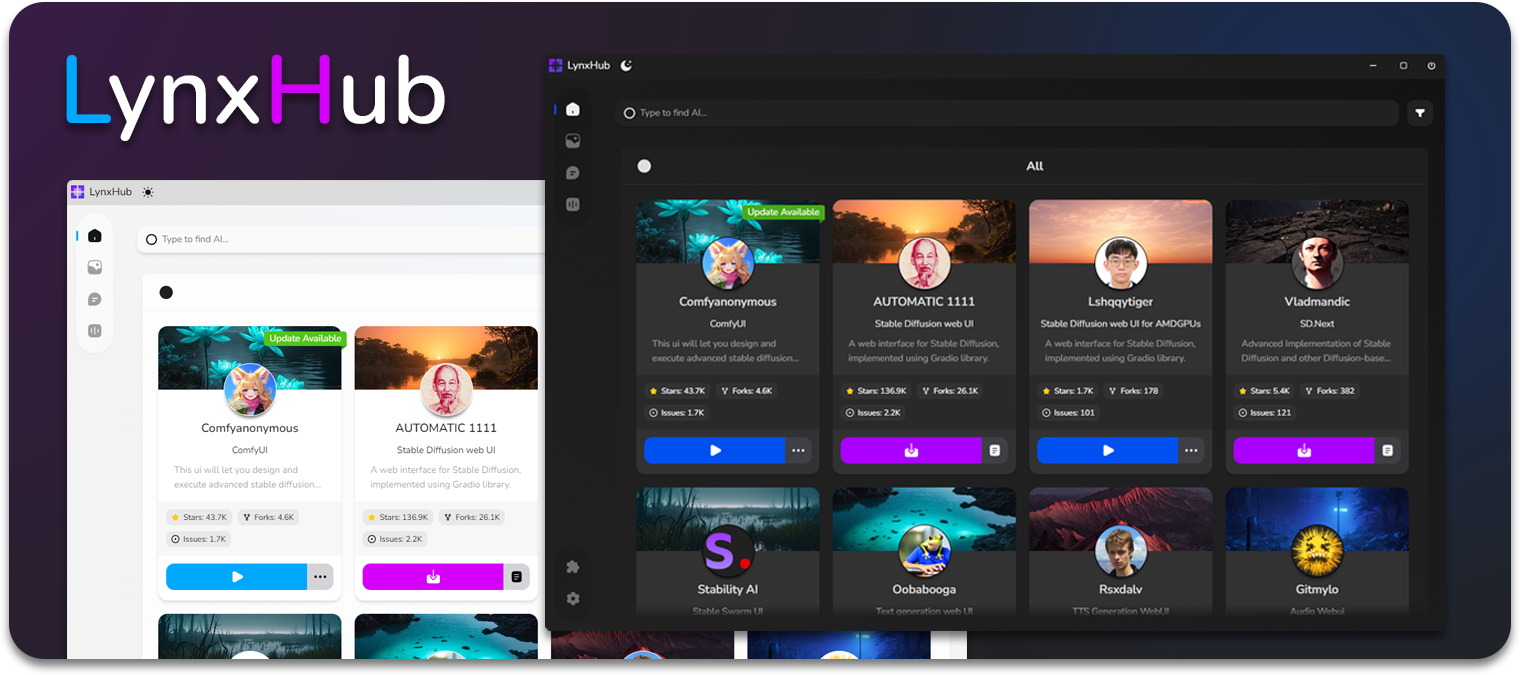 LynxHub
LynxHub
Type to find AI...
Update Available
Comfyanonymous
ComfyUI
This ui will let you design and
execute advanced stable diffusion...
Stars: 43.7K
Forks: 4.6K
Issues: 1.7K
AUTOMATIC 1111
Stable Diffusion web UI
A web interface for Stable Diffusion,
implemented using Gradio library.
Stars: 136.9K
Forks: 26.1K
Issues: 2.2K
LynxHub
Type to find AI...
All
Update Available
Comfyanonymous
ComfyUI
This ui will let you design and
execute advanced stable diffusion...
Stars: 43.7K
Forks: 4.6K
Issues: 1.7K
AUTOMATIC 1111
Stable Diffusion web UI
A web interface for Stable Diffusion,
implemented using Gradio library.
Stars: 136.9K
Forks: 26.1K
Issues: 2.2K
Lshqqytiger
Stable Diffusion web UI for AMDGPUs
A web interface for Stable Diffusion,
implemented using Gradio library.
Stars: 1.7K
Forks: 178
Issues: 101
Vladmandic
SD.Next
Advanced Implementation of Stable
Diffusion and other Diffusion-base...
Stars: 5.4K
Forks: 382
Issues: 121
S.
Stability AI
Stable Swarm UI
Oobabooga
Text generation web UI
Rsxdalv
TTS Generation WebUI
Gitmylo
Audio Webui